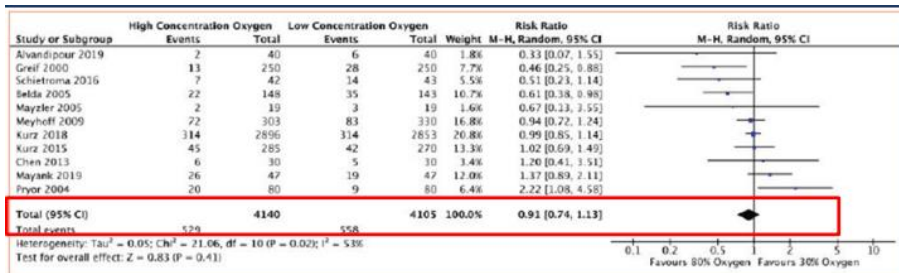 High Concentration Oxygen Low Concentration Oxygen Risk Ratio Risk Ratio
Study or Subgroup Events Total Events Total Weight M-H, Random, 95% CI M-H, Random, 95% CI
Alvandipour 2019 2 40 6 40 1.8% 0.33 [0.07, 1.55]
Greif 2000 13 250 28 250 7.7% 0.46 [0.25, 0.88]
Schietroma 2016 7 42 14 43 5.5% 0.51 [0.23, 1.14]
Belda 2005 22 148 35 143 10.7% 0.61 [0.38, 0.98]
Mayzler 2005 2 19 3 19 1.6% 0.67 [0.13, 3.55]
Meyhoff 2009 72 303 83 330 16.8% 0.94 [0.72, 1.24]
Kurz 2018 314 2896 314 2853 20.8% 0.99 [0.85, 1.14]
Kurz 2015 45 285 42 270 13.3% 1.02 [0.69, 1.49]
Chen 2013 6 30 5 30 3.4% 1.20 [0.41, 3.51]
Mayank 2019 26 47 19 47 12.0% 1.37 [0.89, 2.11]
Pryor 2004 20 80 9 80 6.4% 2.22 [1.08, 4.58]
Total (95% CI) 4140 4105 100.0% 0.91 [0.74, 1.13]
Total events 529 558
Heterogeneity: Tau² = 0.05; Chi² = 21.06, df = 10 (P = 0.02); I² = 53%
Test for overall effect: Z = 0.83 (P = 0.41)
0.1 0.2 0.5 1 2 5 10
Favours 80% Oxygen Favours 30% Oxygen